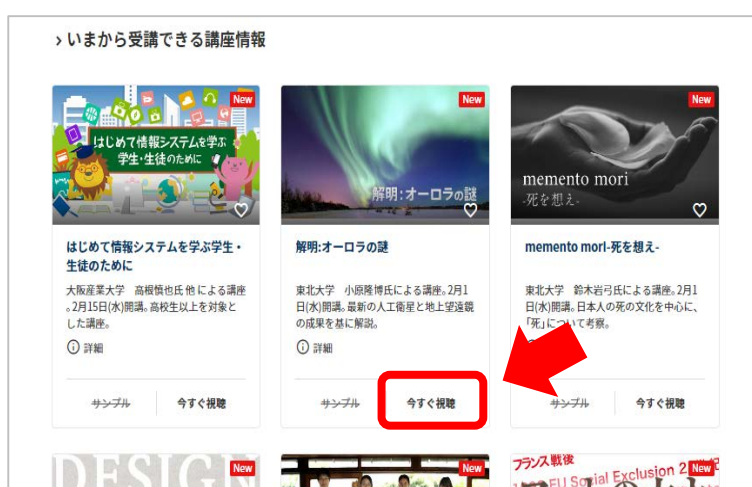 › いまから受講できる講座情報
New
はじめて情報システムを学ぶ
学生・生徒のために
はじめて情報システムを学ぶ学生・
生徒のために
大阪産業大学 高根慎也氏 他による講座
。2月15日(水)開講。高校生以上を対象と
した講座。
詳細
サンプル
今すぐ視聴
New
解明:オーロラの謎
解明:オーロラの謎
東北大学 小原隆博氏による講座。2月1
日(水)開講。最新の人工衛星と地上望遠鏡
の成果を基に解説。
詳細
サンプル
今すぐ視聴
New
memento mori
-死を想え-
memento morI-死を想え-
東北大学 鈴木岩弓氏による講座。2月1
日(水)開講。日本人の死の文化を中心に、
「死」について考察。
サンプル
今すぐ視聴
DESIGN
New
New
フランス戦後
EU Social Exclusion 2
New